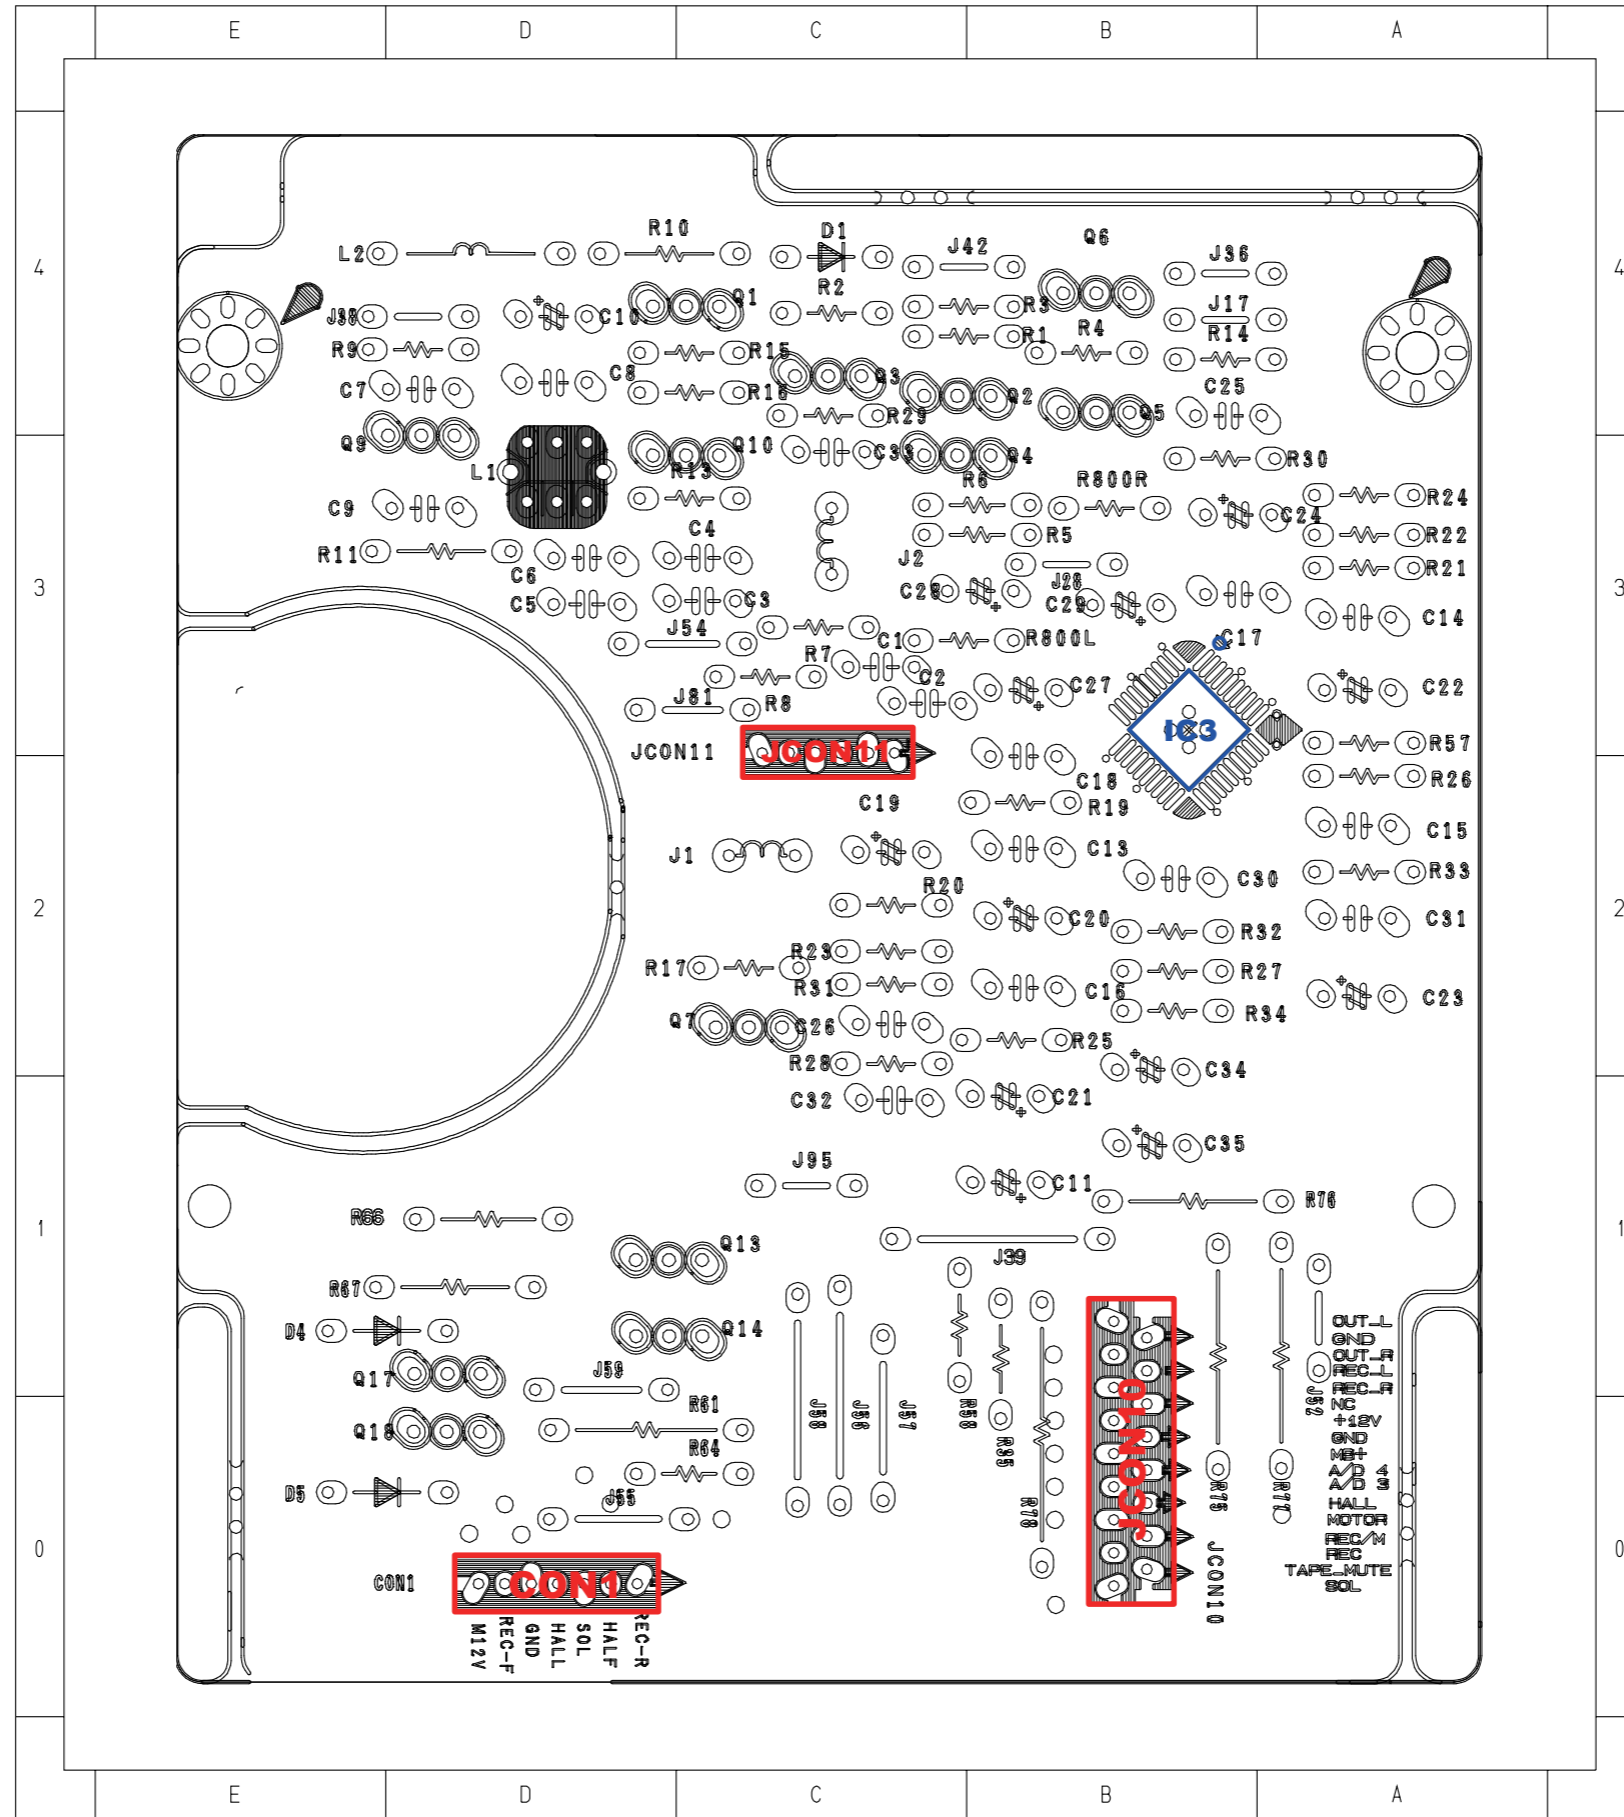 E D C B A
4 4
3 3
2 2
1 1
0 0
E D C B A
L2
R10
D1
J42
Q6
J36
J38
C10
Q1
R2
R3
J17
R9
R15
R1
R4
R14
C7
C8
R16
Q3
Q2
C25
Q9
R29
Q5
L1
Q10
C33
Q4
R30
R13
R6
R800R
R24
C9
C24
R11
C4
R5
R22
C6
J2
J28
R21
C5
C3
C28
C29
C14
J54
R7
C1
R800L
C17
J81
R8
C2
C27
C22
IC3
JCON11
JCON11
R57
C18
R26
C19
R19
C15
J1
C13
R33
R20
C30
C20
C31
R23
R32
R17
R31
R27
C16
C23
Q7
C26
R34
R25
R28
C34
C32
C21
C35
J95
C11
R76
R66
Q13
J39
R67
D4
Q14
Q17
J59
Q18
R61
R64
D5
J55
J58
J56
J57
R58
R35
R78
JCON10
R75
R77
J52
JCON10
OUT_L
GND
OUT_R
REC_L
REC_R
NC
+12V
GND
MB+
A/D 4
A/D 3
HALL
MOTOR
REC/M
REC
TAPE_MUTE
SOL
CON1
CON1
M12V
REC-F
GND
HALL
SOL
HALF
REC-R